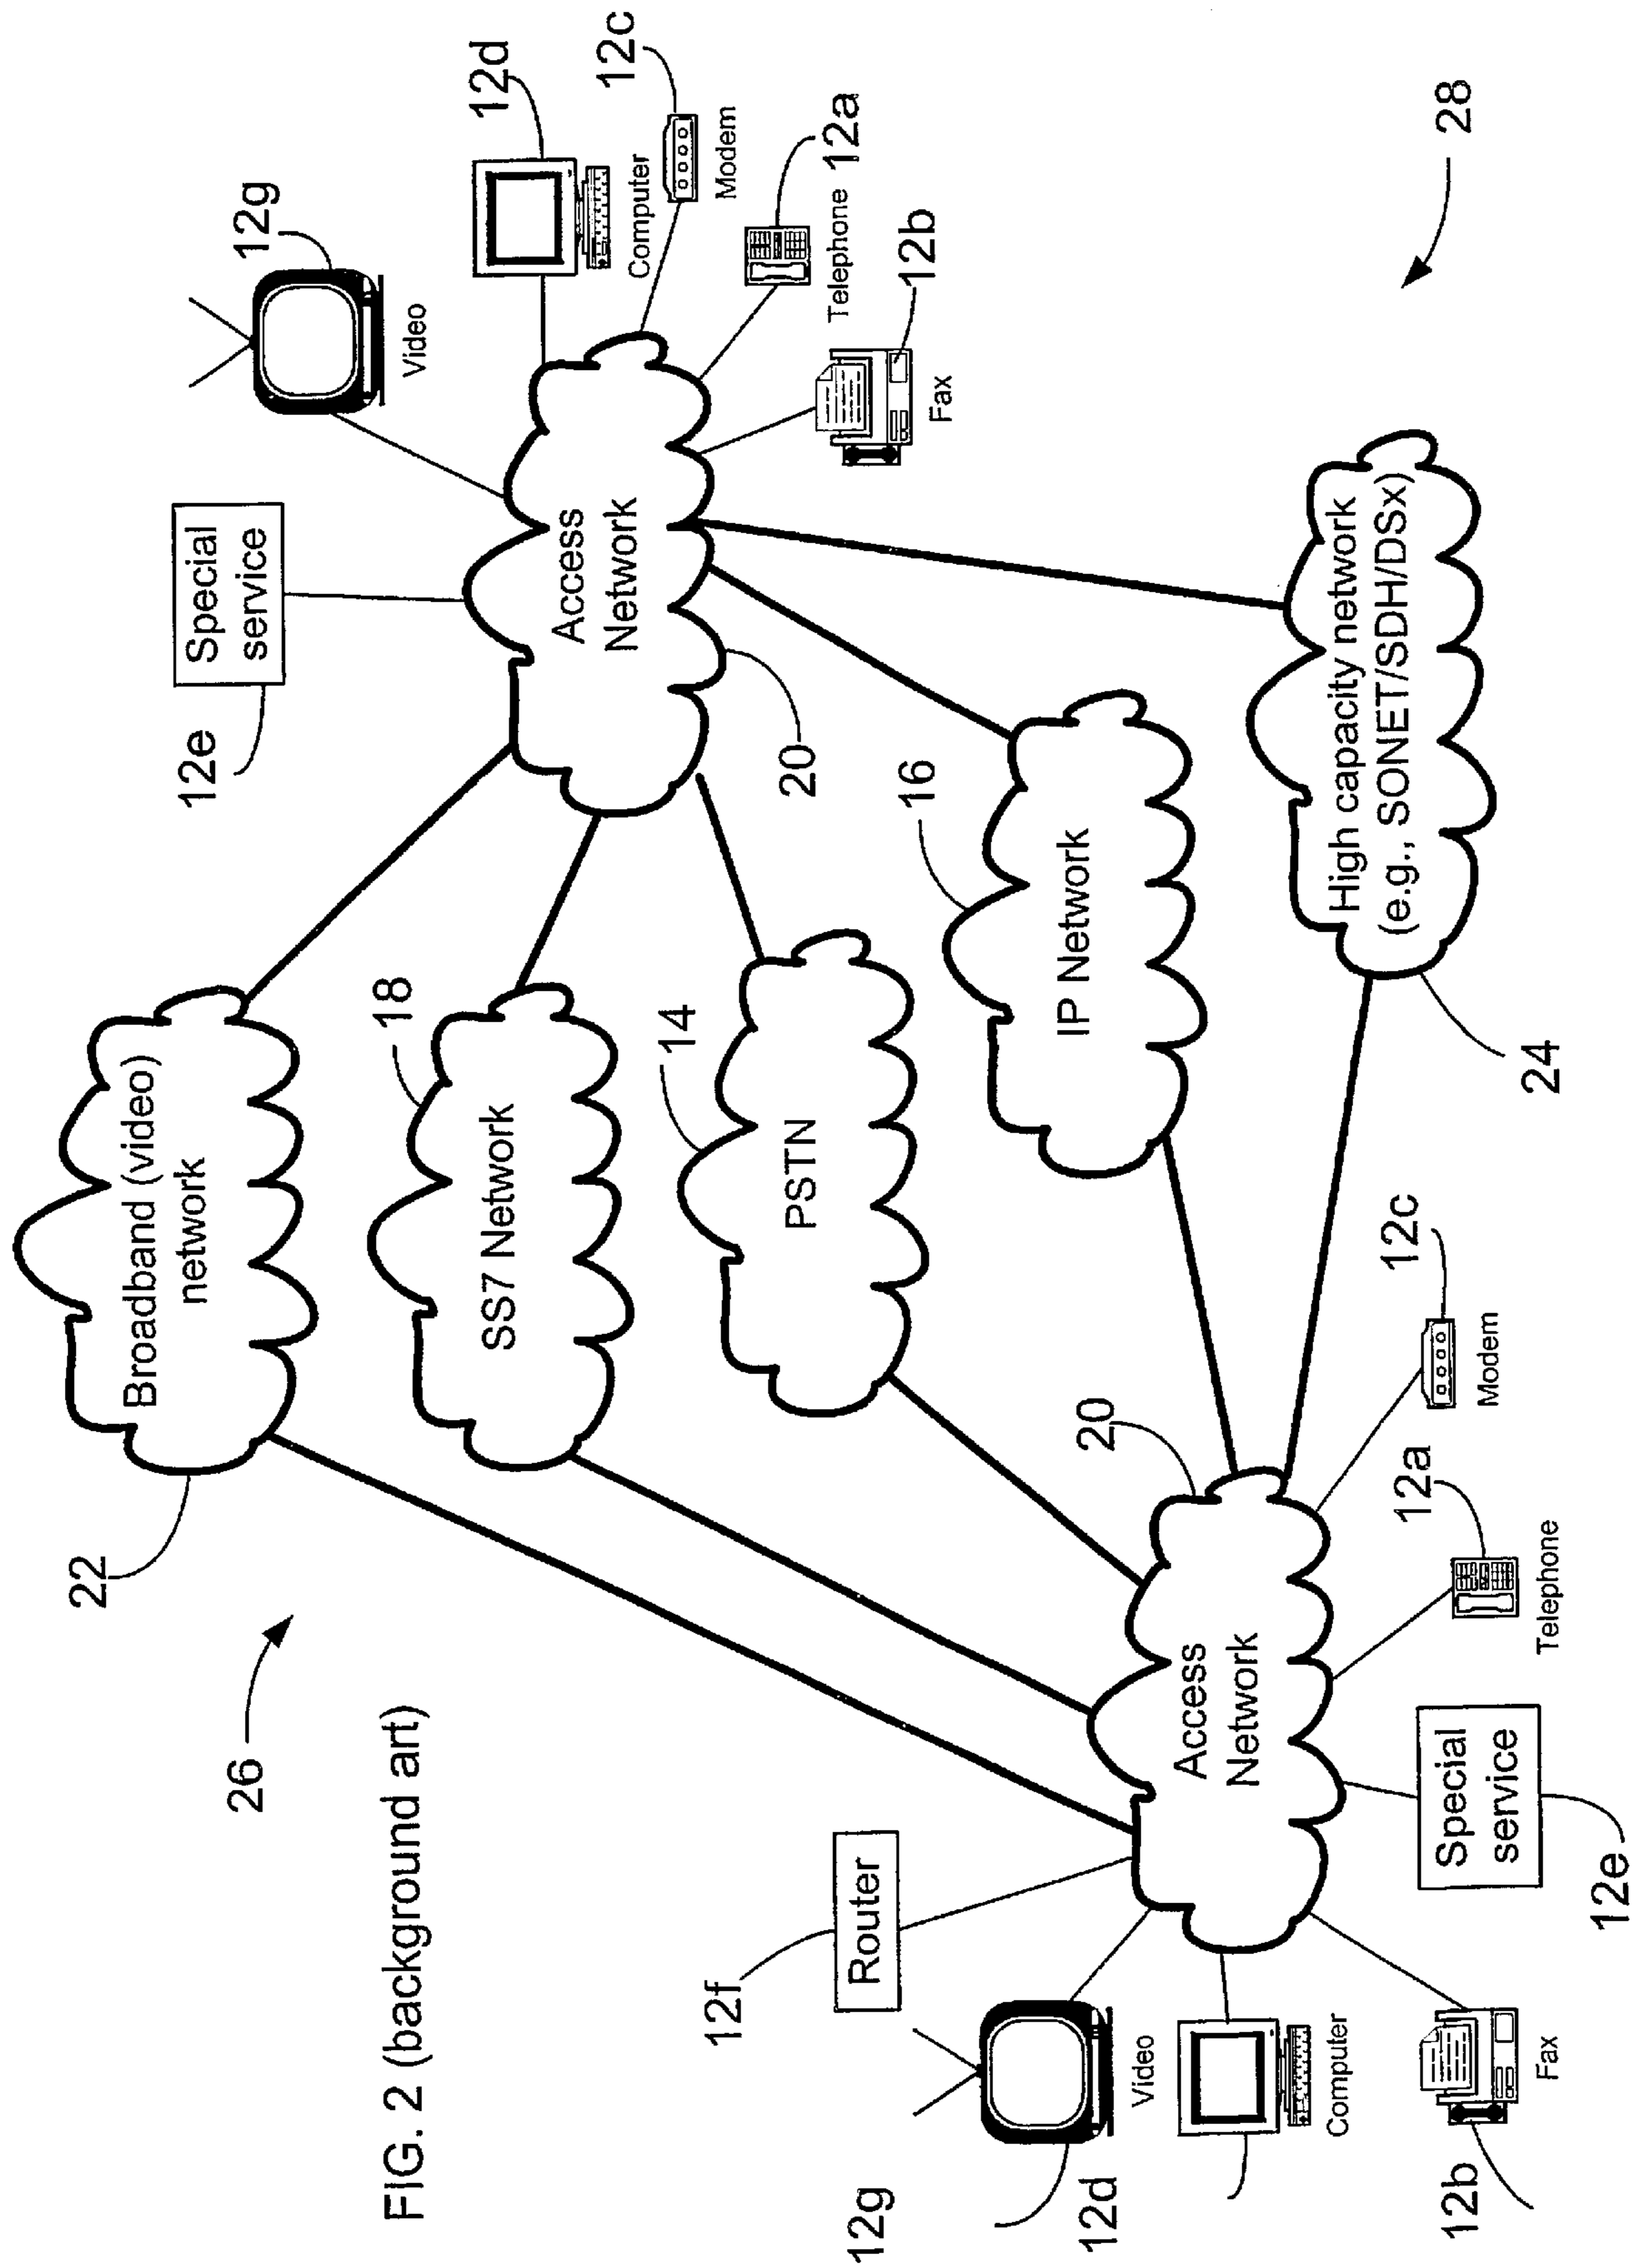 FIG. 2 (background art)
26
22
Broadband (video)
network
18
SS7 Network
14
PSTN
16
IP Network
High capacity network
(e.g., SONET/SDH/DSx)
24
28
12e
Special
service
12g
Video
12d
Computer
12c
Modem
12a
Telephone
12b
Fax
Access
Network
20
12f
Router
12g
Video
12d
Computer
12b
Fax
Access
Network
20
12c
Modem
12a
Telephone
Special
service
12e